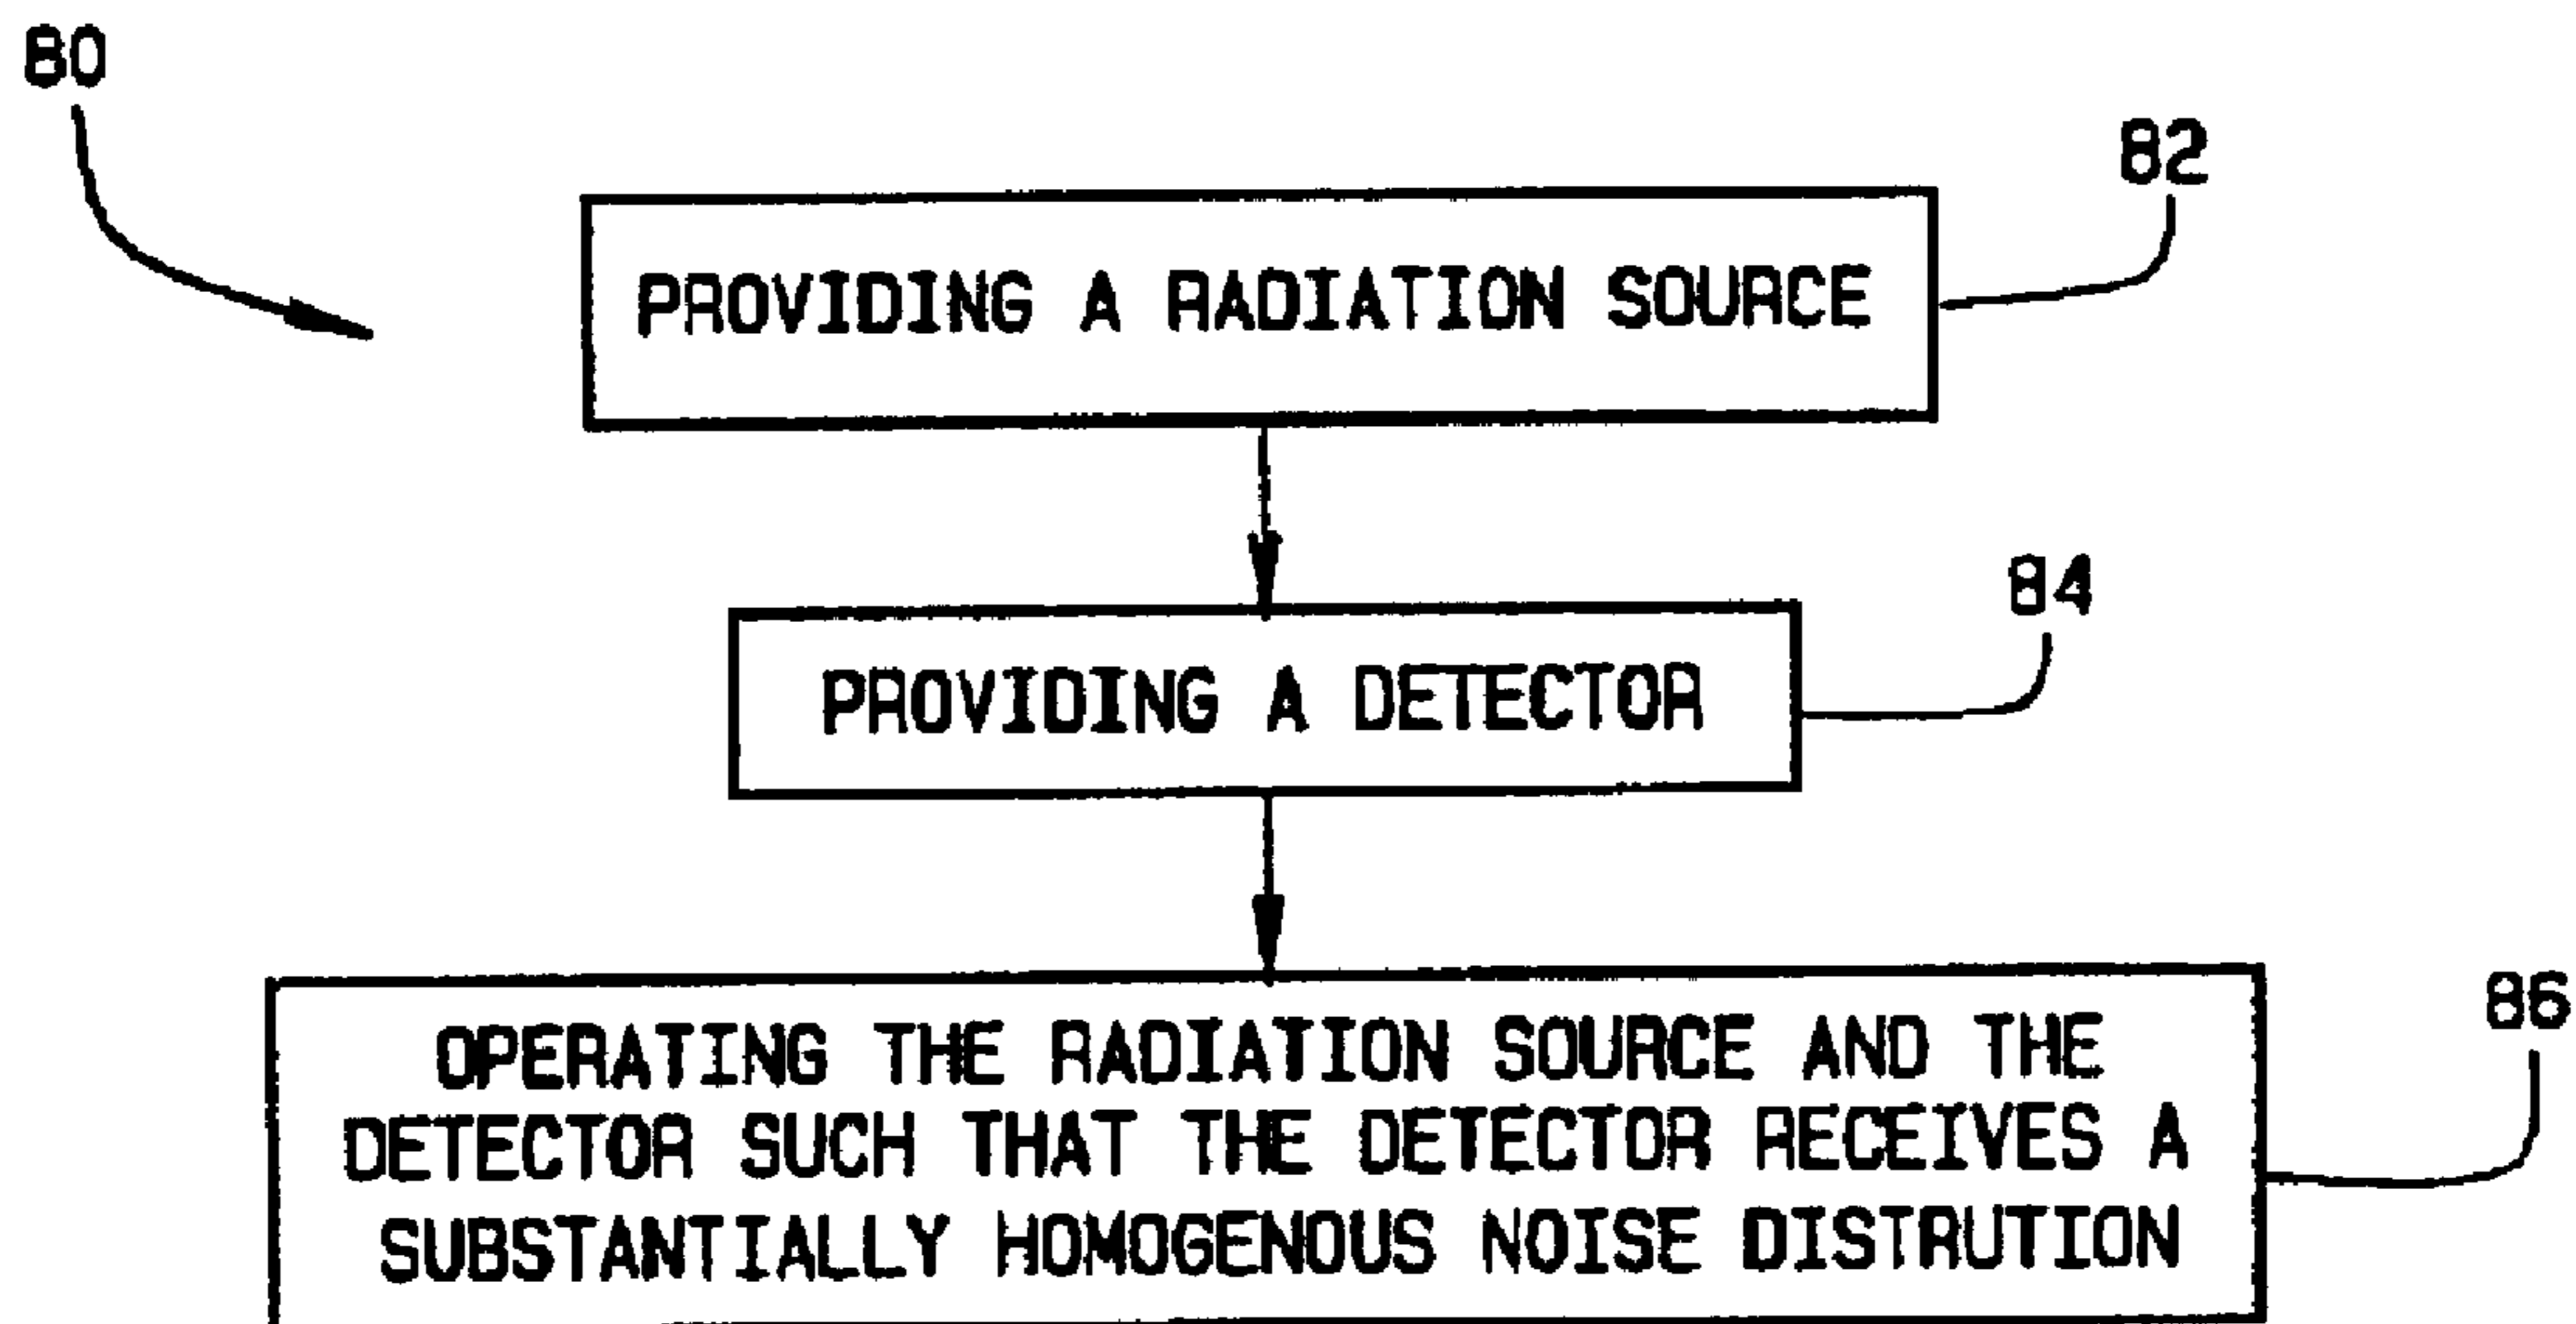 80
82
PROVIDING A RADIATION SOURCE
84
PROVIDING A DETECTOR
86
OPERATING THE RADIATION SOURCE AND THE
DETECTOR SUCH THAT THE DETECTOR RECEIVES A
SUBSTANTIALLY HOMOGENOUS NOISE DISTRUTION